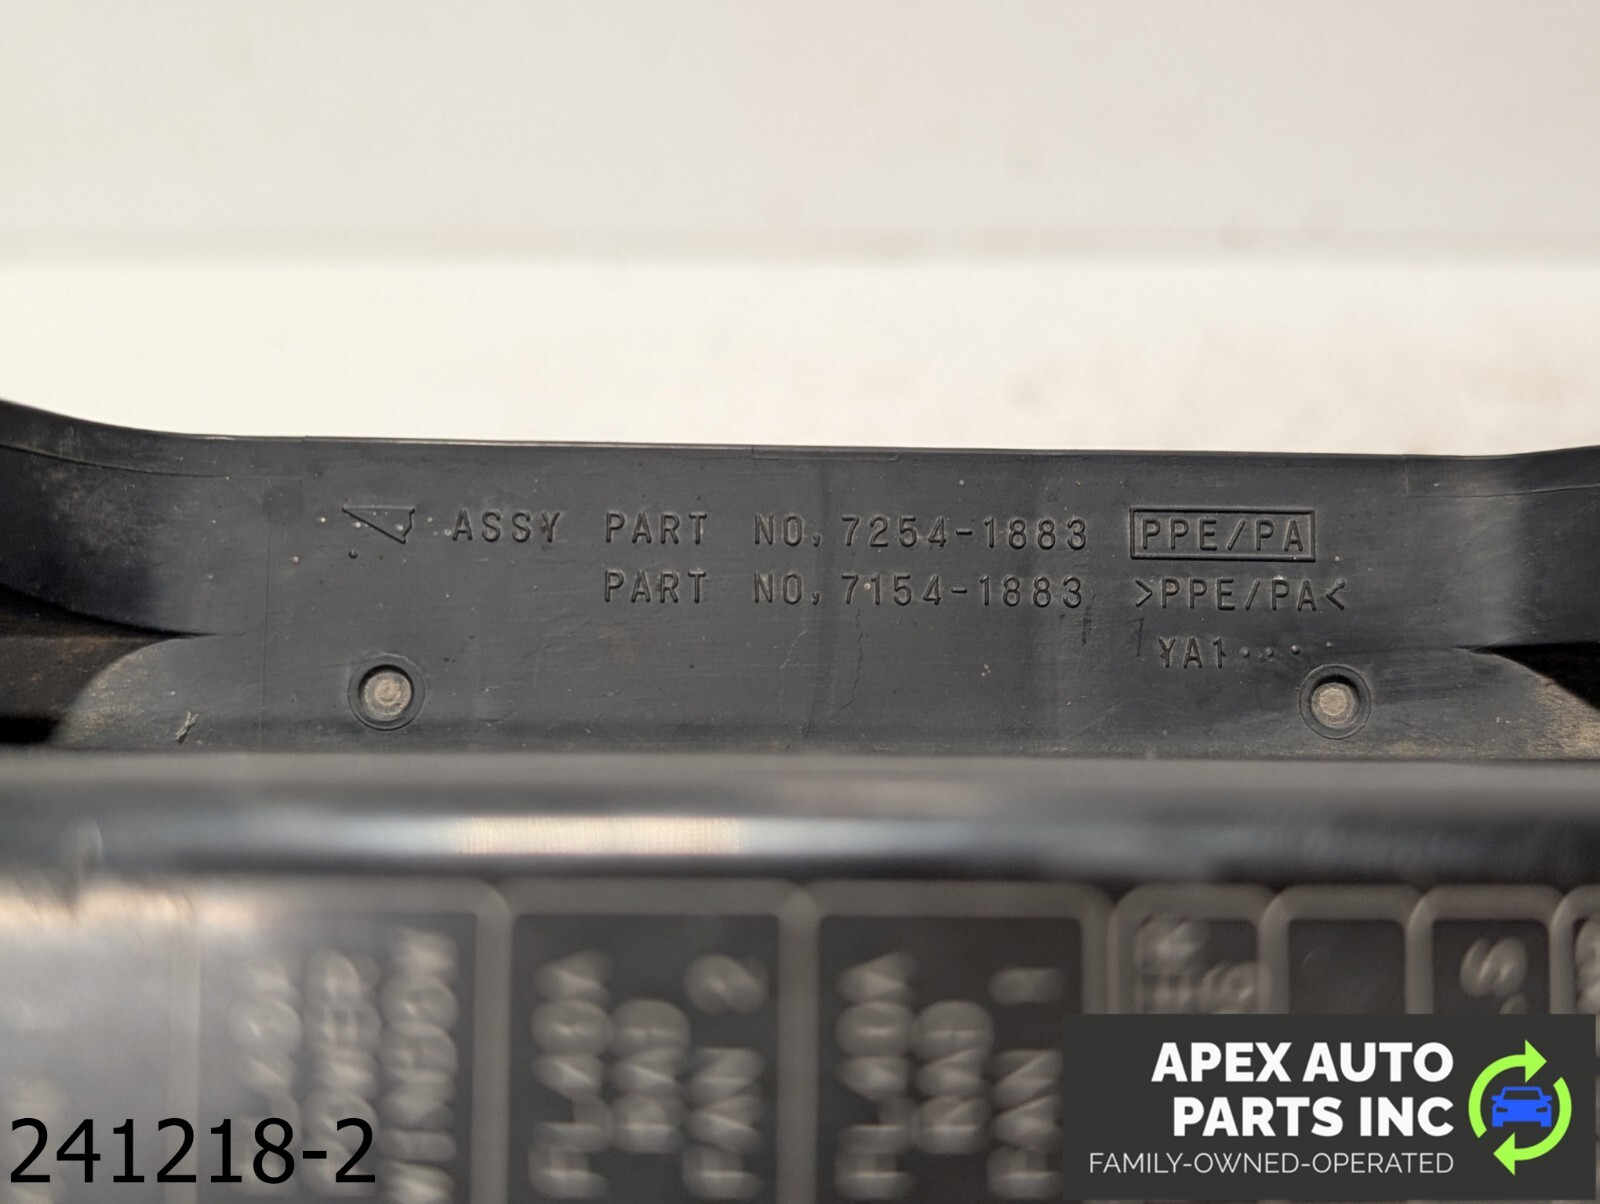 ASSY PART NO, 7254-1883 PPE/PA
PART NO, 7154-1883 >PPE/PA<
YA1
241218-2
APEX AUTO
PARTS INC
FAMILY-OWNED-OPERATED